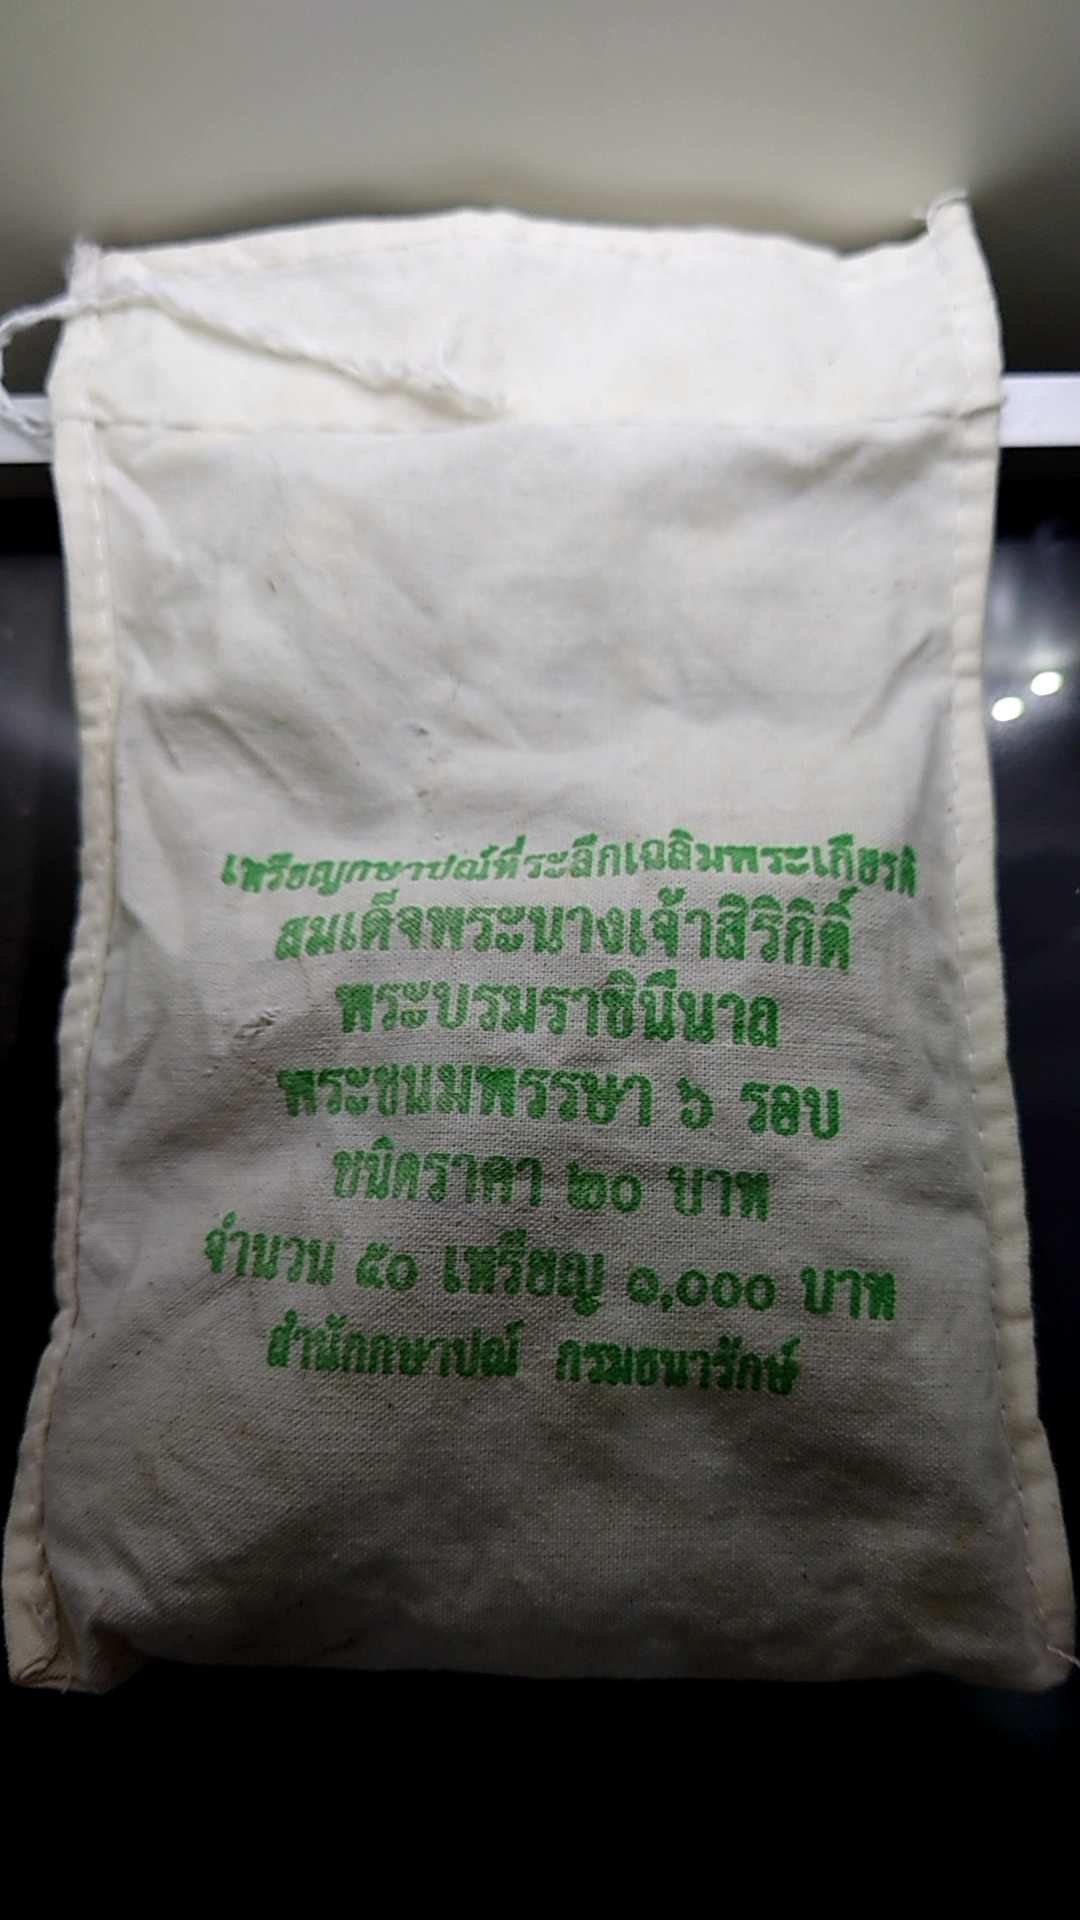 เหรียญกษาปณ์ที่ระลึกเฉลิมพระเกียรติ
สมเด็จพระนางเจ้าสิริกิติ์
พระบรมราชินีนาถ
พระชนมพรรษา ๖ รอบ
ชนิดราคา ๒๐ บาท
จำนวน ๕๐ เหรียญ ๑,๐๐๐ บาท
สำนักกษาปณ์ กรมธนารักษ์